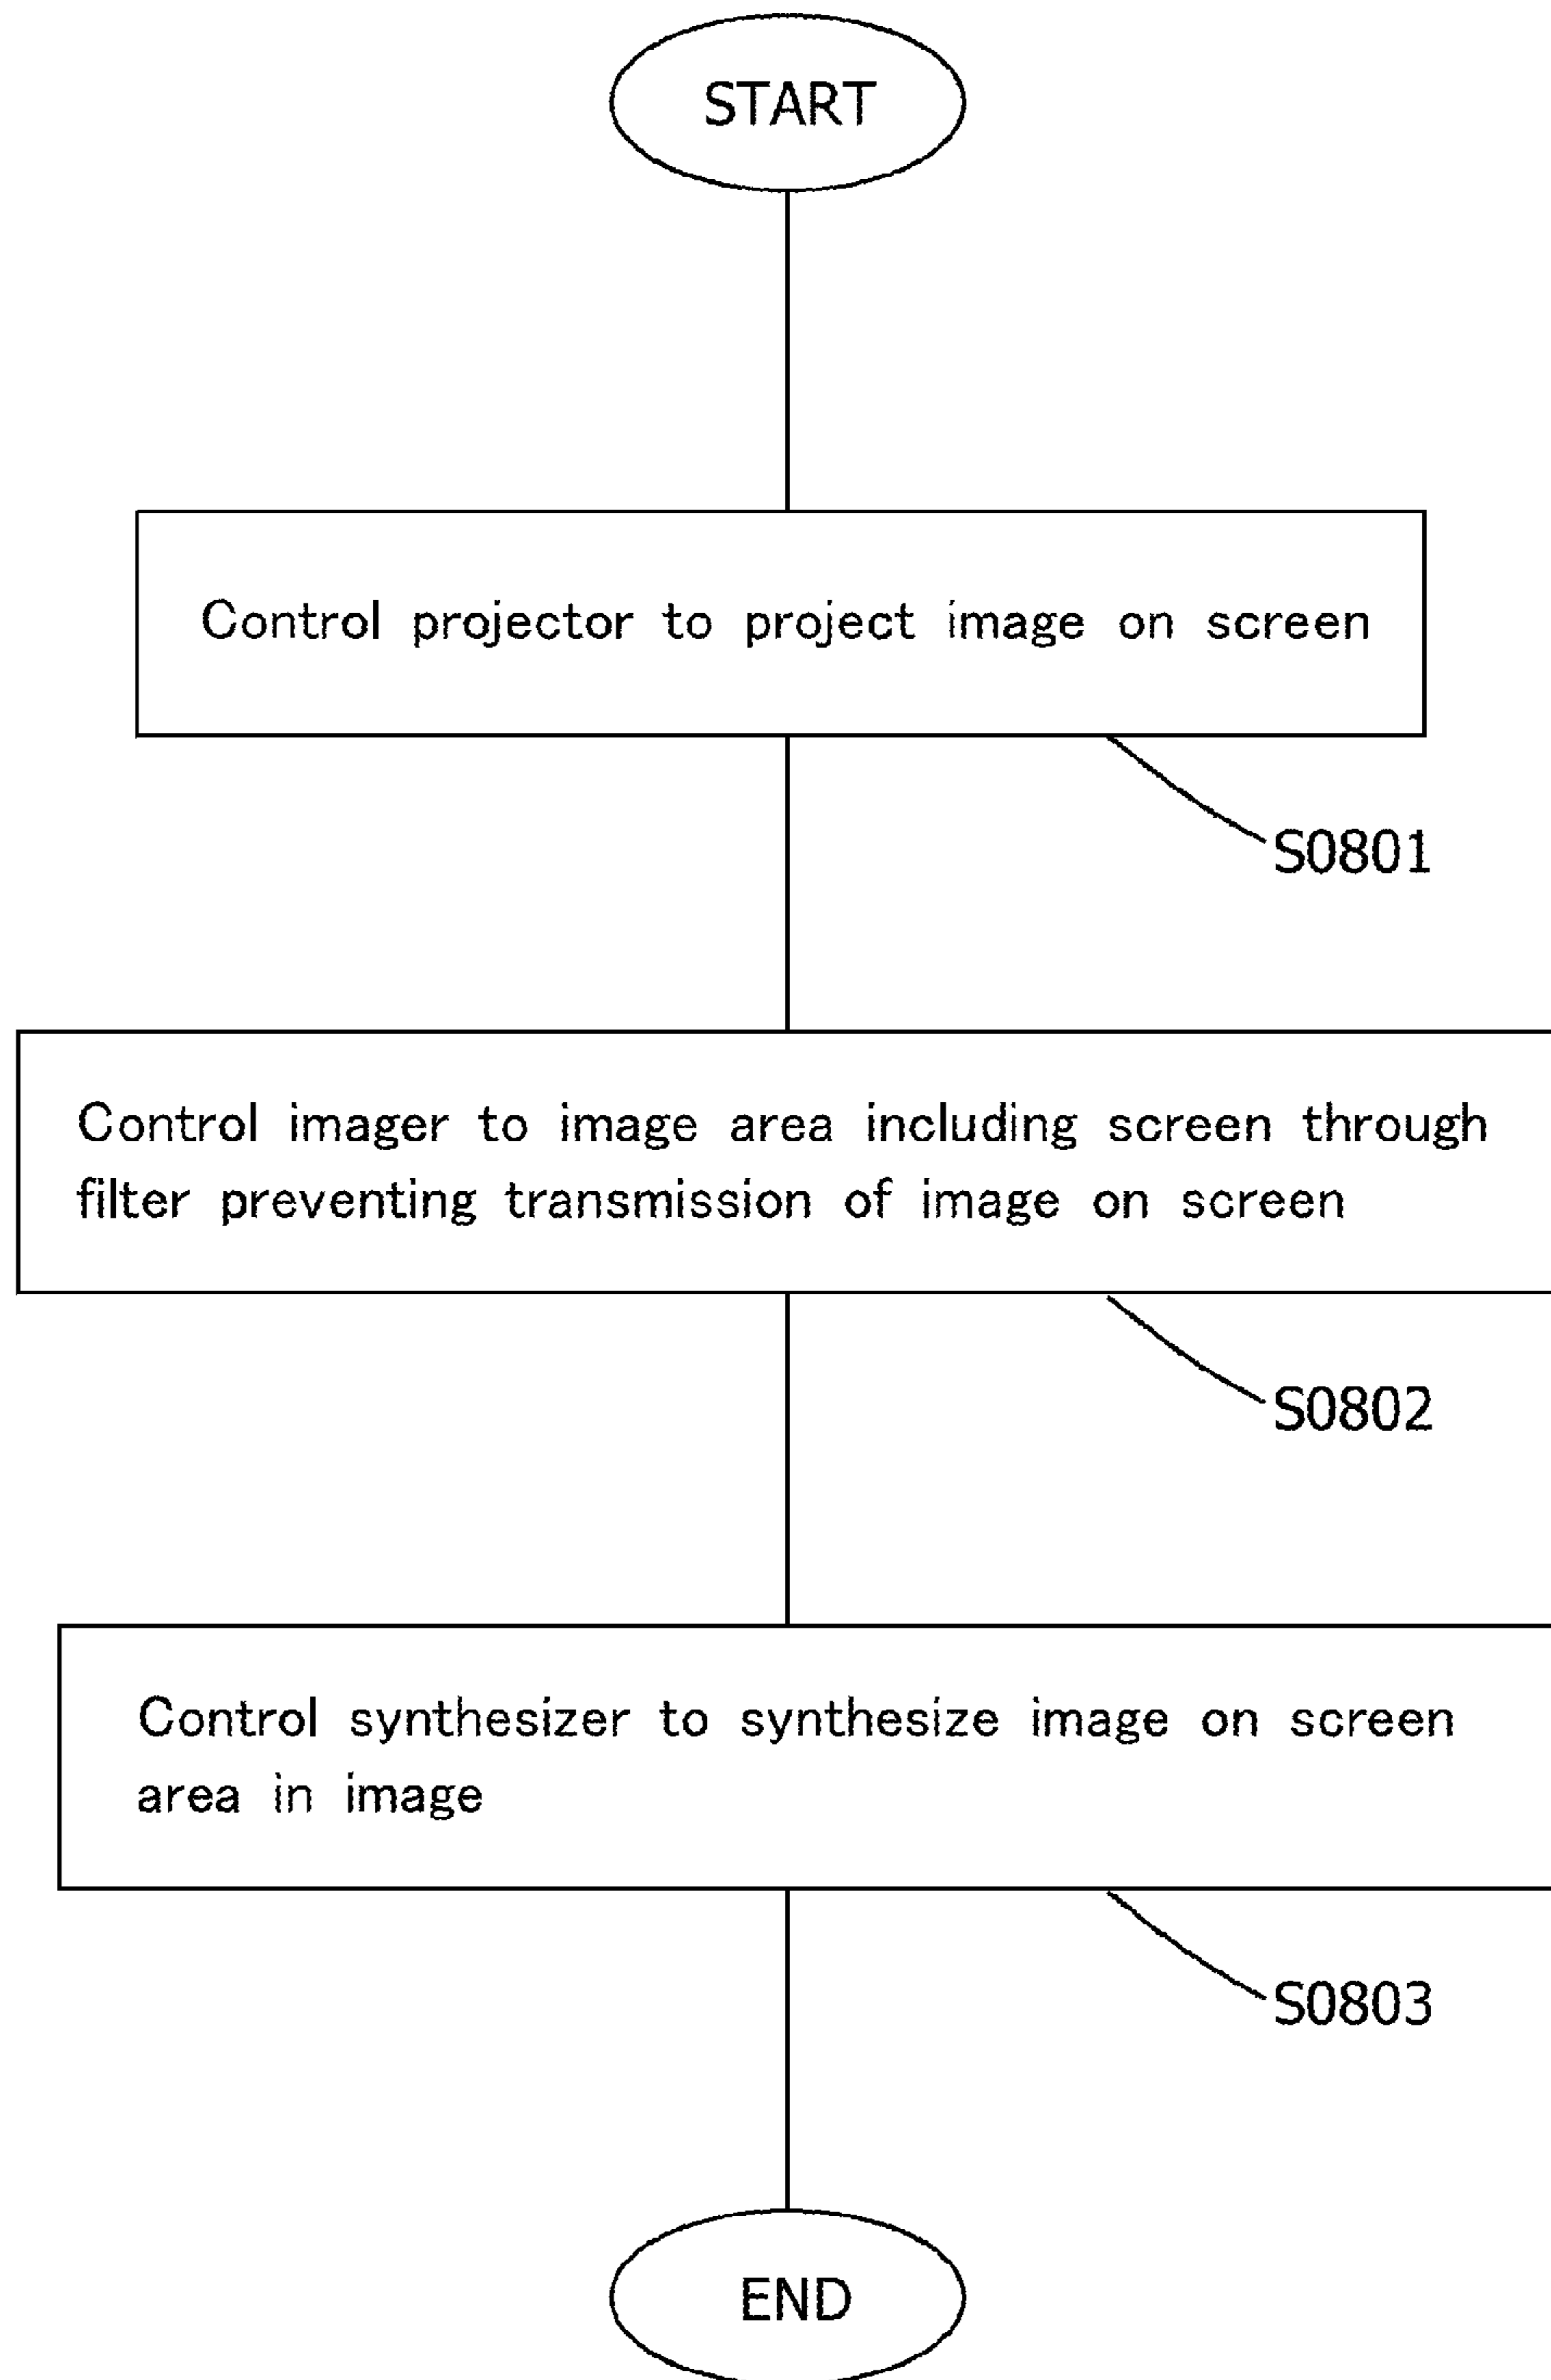 START
Control projector to project image on screen
S0801
Control imager to image area including screen through
filter preventing transmission of image on screen
S0802
Control synthesizer to synthesize image on screen
area in image
S0803
END